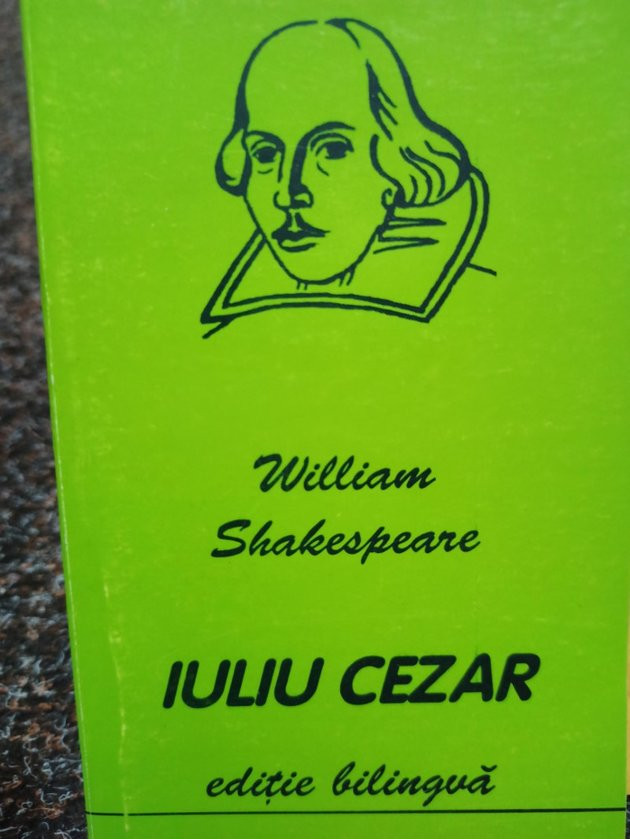 William
Shakespeare
IULIU CEZAR
ediție bilingvă